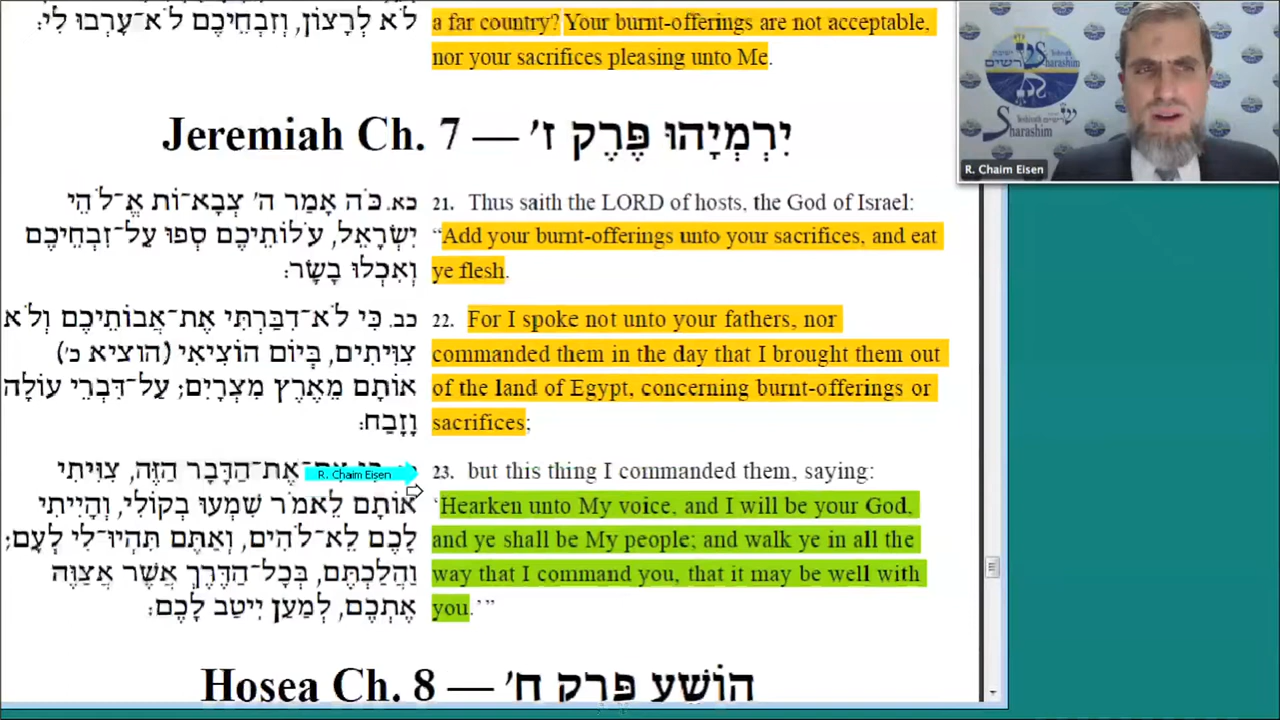 לֹא לְרָצוֹן, וְזִבְחֵיכֶם לֹא־עָרְבוּ לִי:
a far country? Your burnt-offerings are not acceptable,
nor your sacrifices pleasing unto Me.
Jeremiah Ch. 7 — יִרְמְיָהוּ פֶּרֶק ז'
כא. כֹּה אָמַר ה' צְבָא־וֹת אֱ־לֹהֵי
יִשְׂרָאֵל, עֹלוֹתֵיכֶם סְפוּ עַל־זִבְחֵיכֶם
וְאִכְלוּ בָשָׂר:
21. Thus saith the LORD of hosts, the God of Israel:
“Add your burnt-offerings unto your sacrifices, and eat
ye flesh.
כב. כִּי לֹא־דִבַּרְתִּי אֶת־אֲבוֹתֵיכֶם וְלֹא
צִוִּיתִים, בְּיוֹם הוֹצִיאִי (הוציא כ')
אוֹתָם מֵאֶרֶץ מִצְרָיִם; עַל־דִּבְרֵי עוֹלָה
וָזָבַח:
22. For I spoke not unto your fathers, nor
commanded them in the day that I brought them out
of the land of Egypt, concerning burnt-offerings or
sacrifices;
אֶת־הַדָּבָר הַזֶּה, צִוִּיתִי
אוֹתָם לֵאמֹר שִׁמְעוּ בְקוֹלִי, וְהָיִיתִי
לָכֶם לֵא־לֹהִים, וְאַתֶּם תִּהְיוּ־לִי לְעָם;
וַהֲלַכְתֶּם, בְּכָל־הַדֶּרֶךְ אֲשֶׁר אֲצַוֶּה
אֶתְכֶם, לְמַעַן יִיטַב לָכֶם:
R. Chaim Eisen
23. but this thing I commanded them, saying:
‘Hearken unto My voice, and I will be your God,
and ye shall be My people; and walk ye in all the
way that I command you, that it may be well with
you.’”
Hosea Ch. 8 — הוֹשֵׁעַ פֶּרֶק ח'
Yeshivath
Sharashim
ישיבת
שרשים
Yeshivath
Sharashim
R. Chaim Eisen